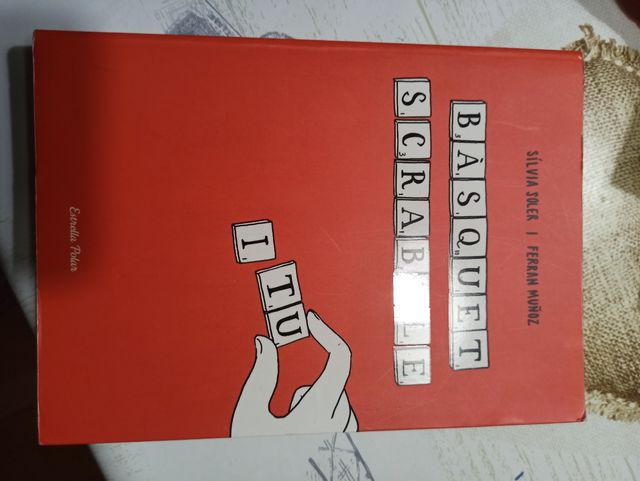 SÍLVIA SOLER I FERRAN MUÑOZ
BÀSQUET
SCRABBLE
I TU
Estrella Polar